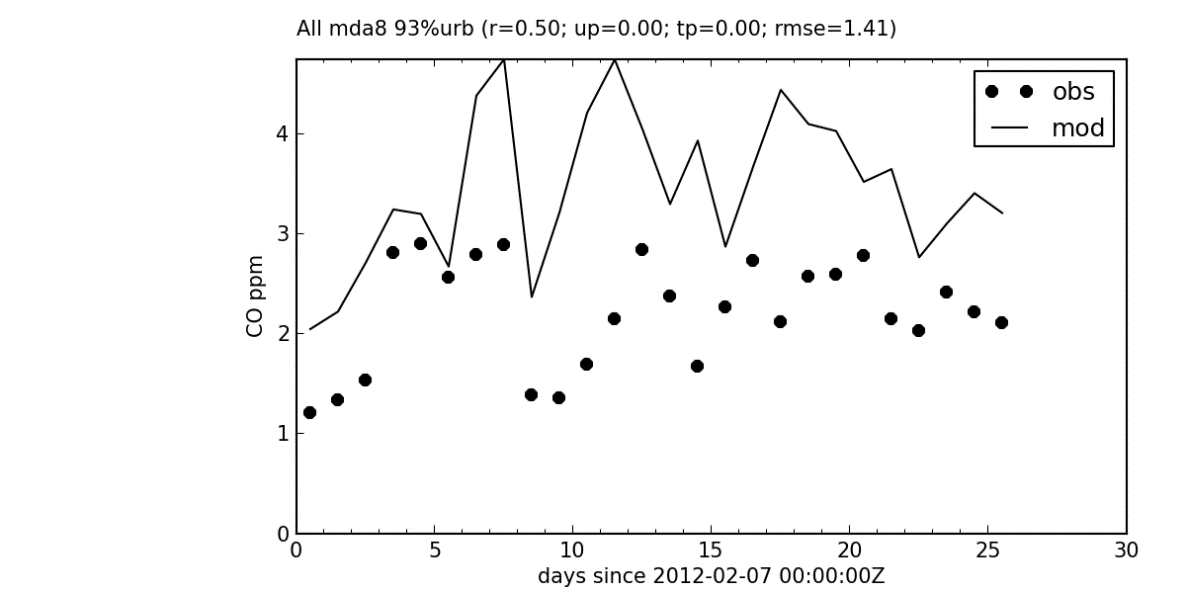 All mda8 93%urb (r=0.50; up=0.00; tp=0.00; rmse=1.41)
obs
mod
4
3
2
1
0
CO ppm
0 5 10 15 20 25 30
days since 2012-02-07 00:00:00Z